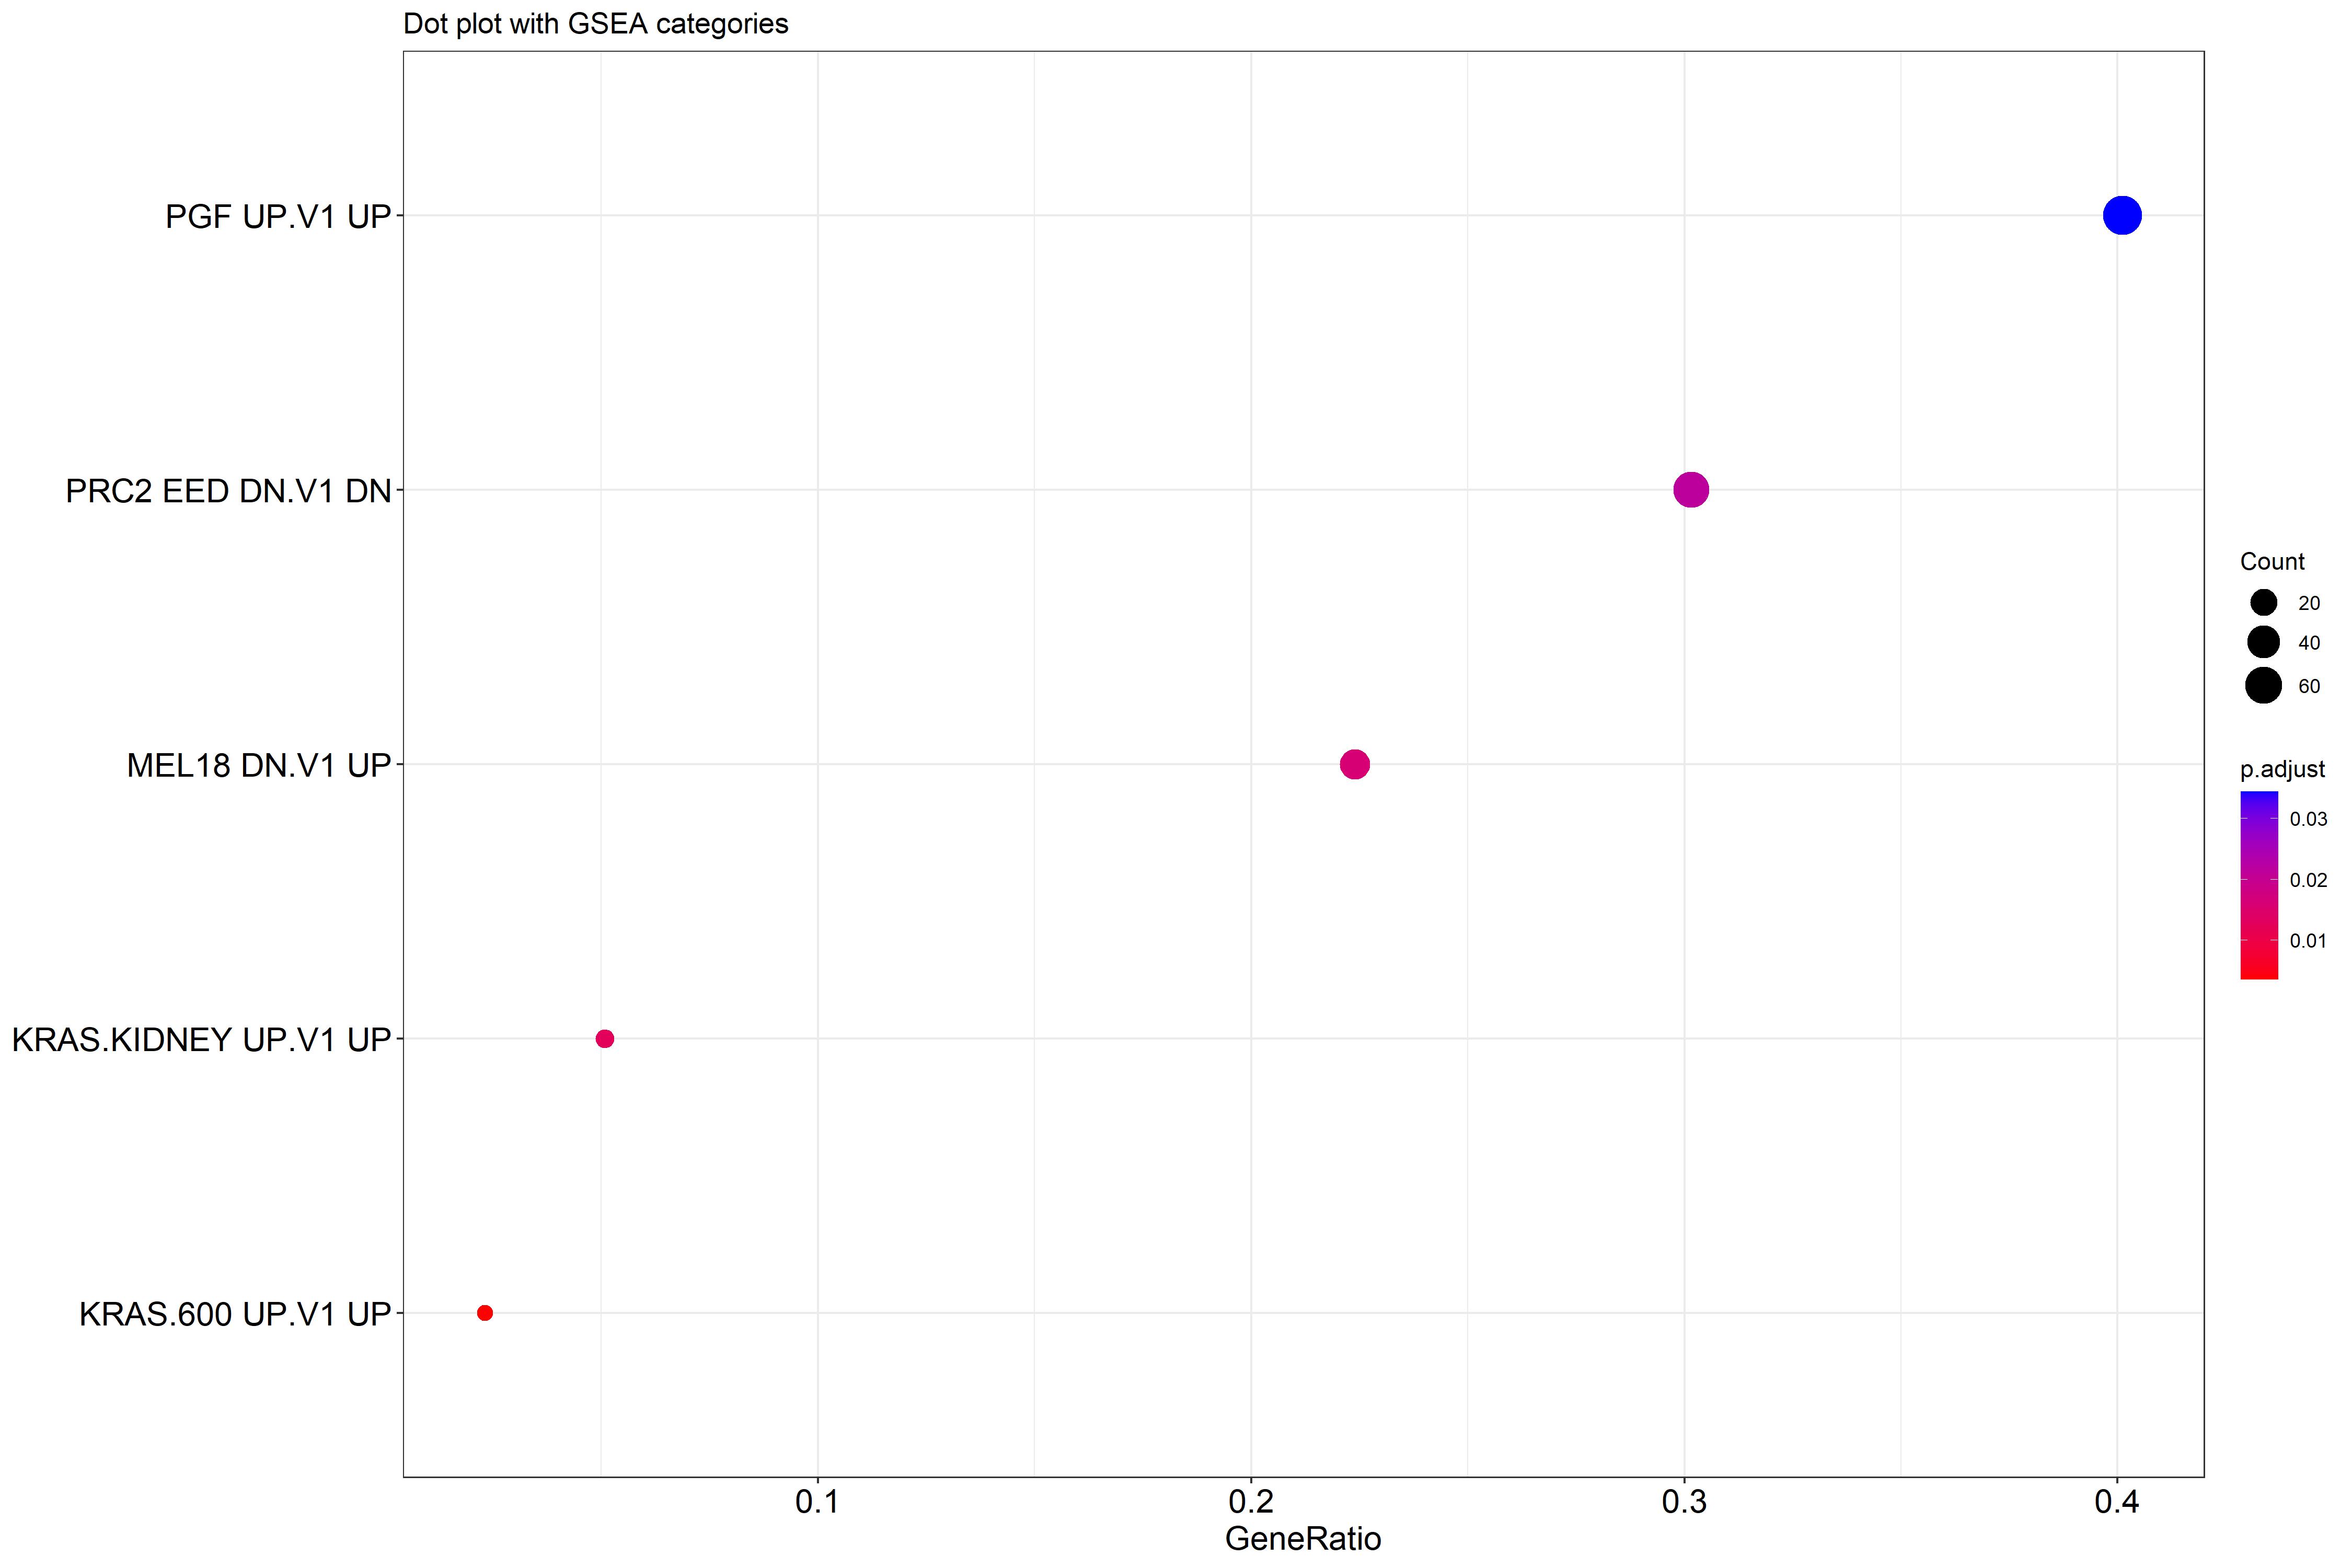 Dot plot with GSEA categories
PGF UP.V1 UP
PRC2 EED DN.V1 DN
MEL18 DN.V1 UP
KRAS.KIDNEY UP.V1 UP
KRAS.600 UP.V1 UP
0.1 0.2 0.3 0.4
GeneRatio
Count
20
40
60
p.adjust
0.03
0.02
0.01